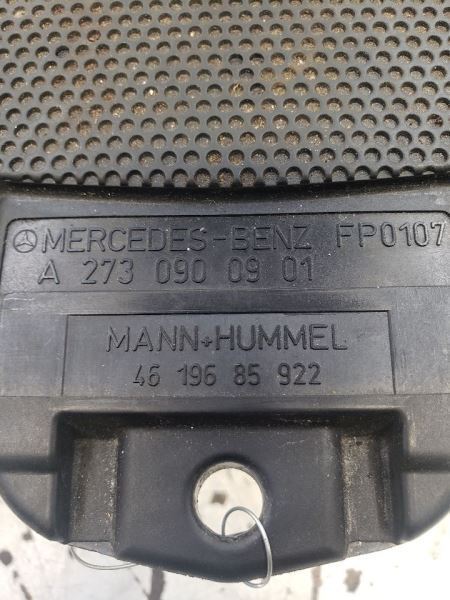 MERCEDES-BENZ FP0107
A 273 090 09 01
MANN+HUMMEL
46 196 85 922